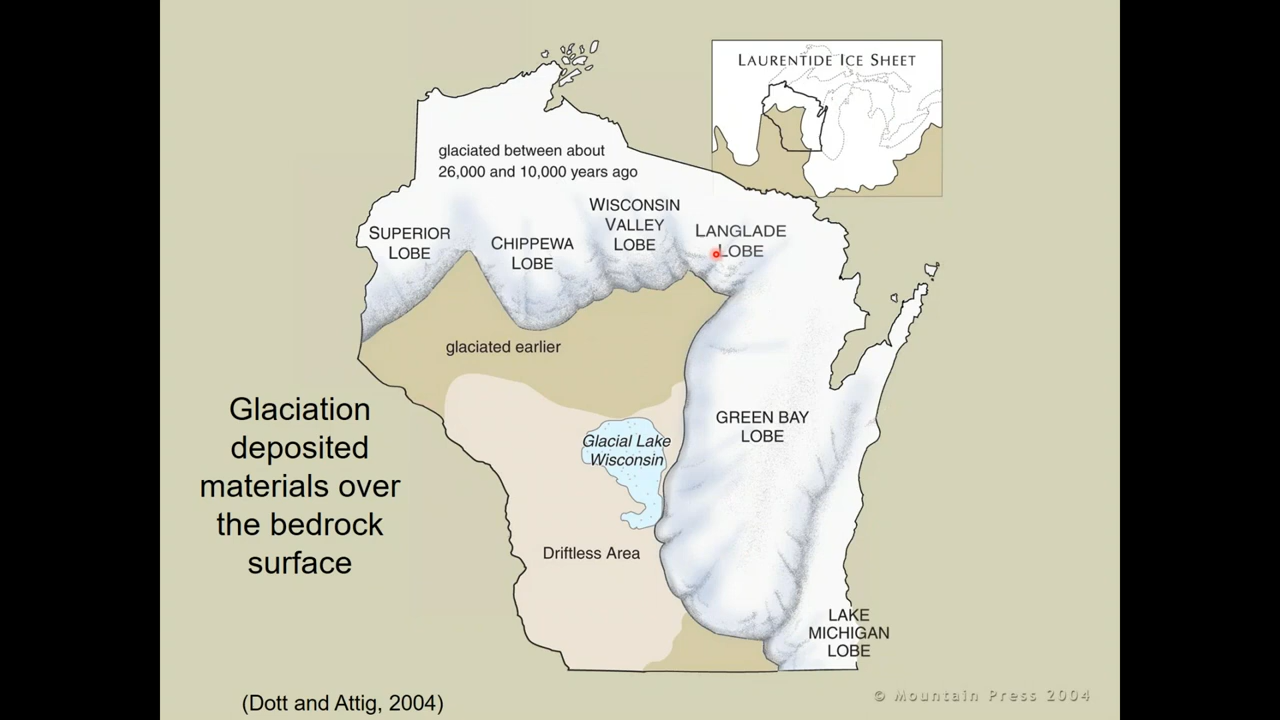 LAURENTIDE ICE SHEET
glaciated between about
26,000 and 10,000 years ago
SUPERIOR
LOBE
CHIPPEWA
LOBE
WISCONSIN
VALLEY
LOBE
LANGLADE
LOBE
glaciated earlier
Glaciation
deposited
materials over
the bedrock
surface
GREEN BAY
LOBE
Glacial Lake
Wisconsin
Driftless Area
LAKE
MICHIGAN
LOBE
(Dott and Attig, 2004)
© Mountain Press 2004